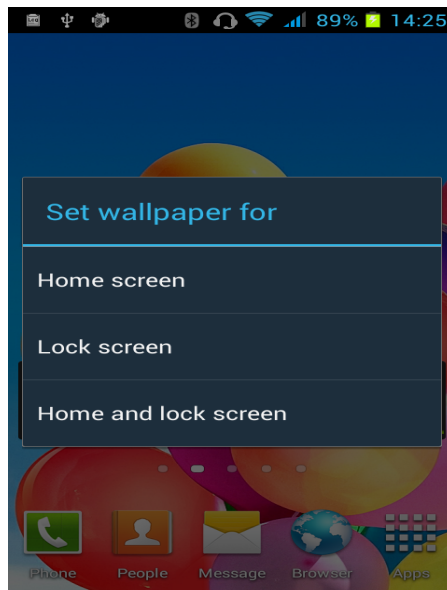 89% 14:25
Set wallpaper for
Home screen
Lock screen
Home and lock screen
Phone People Message Browser Apps